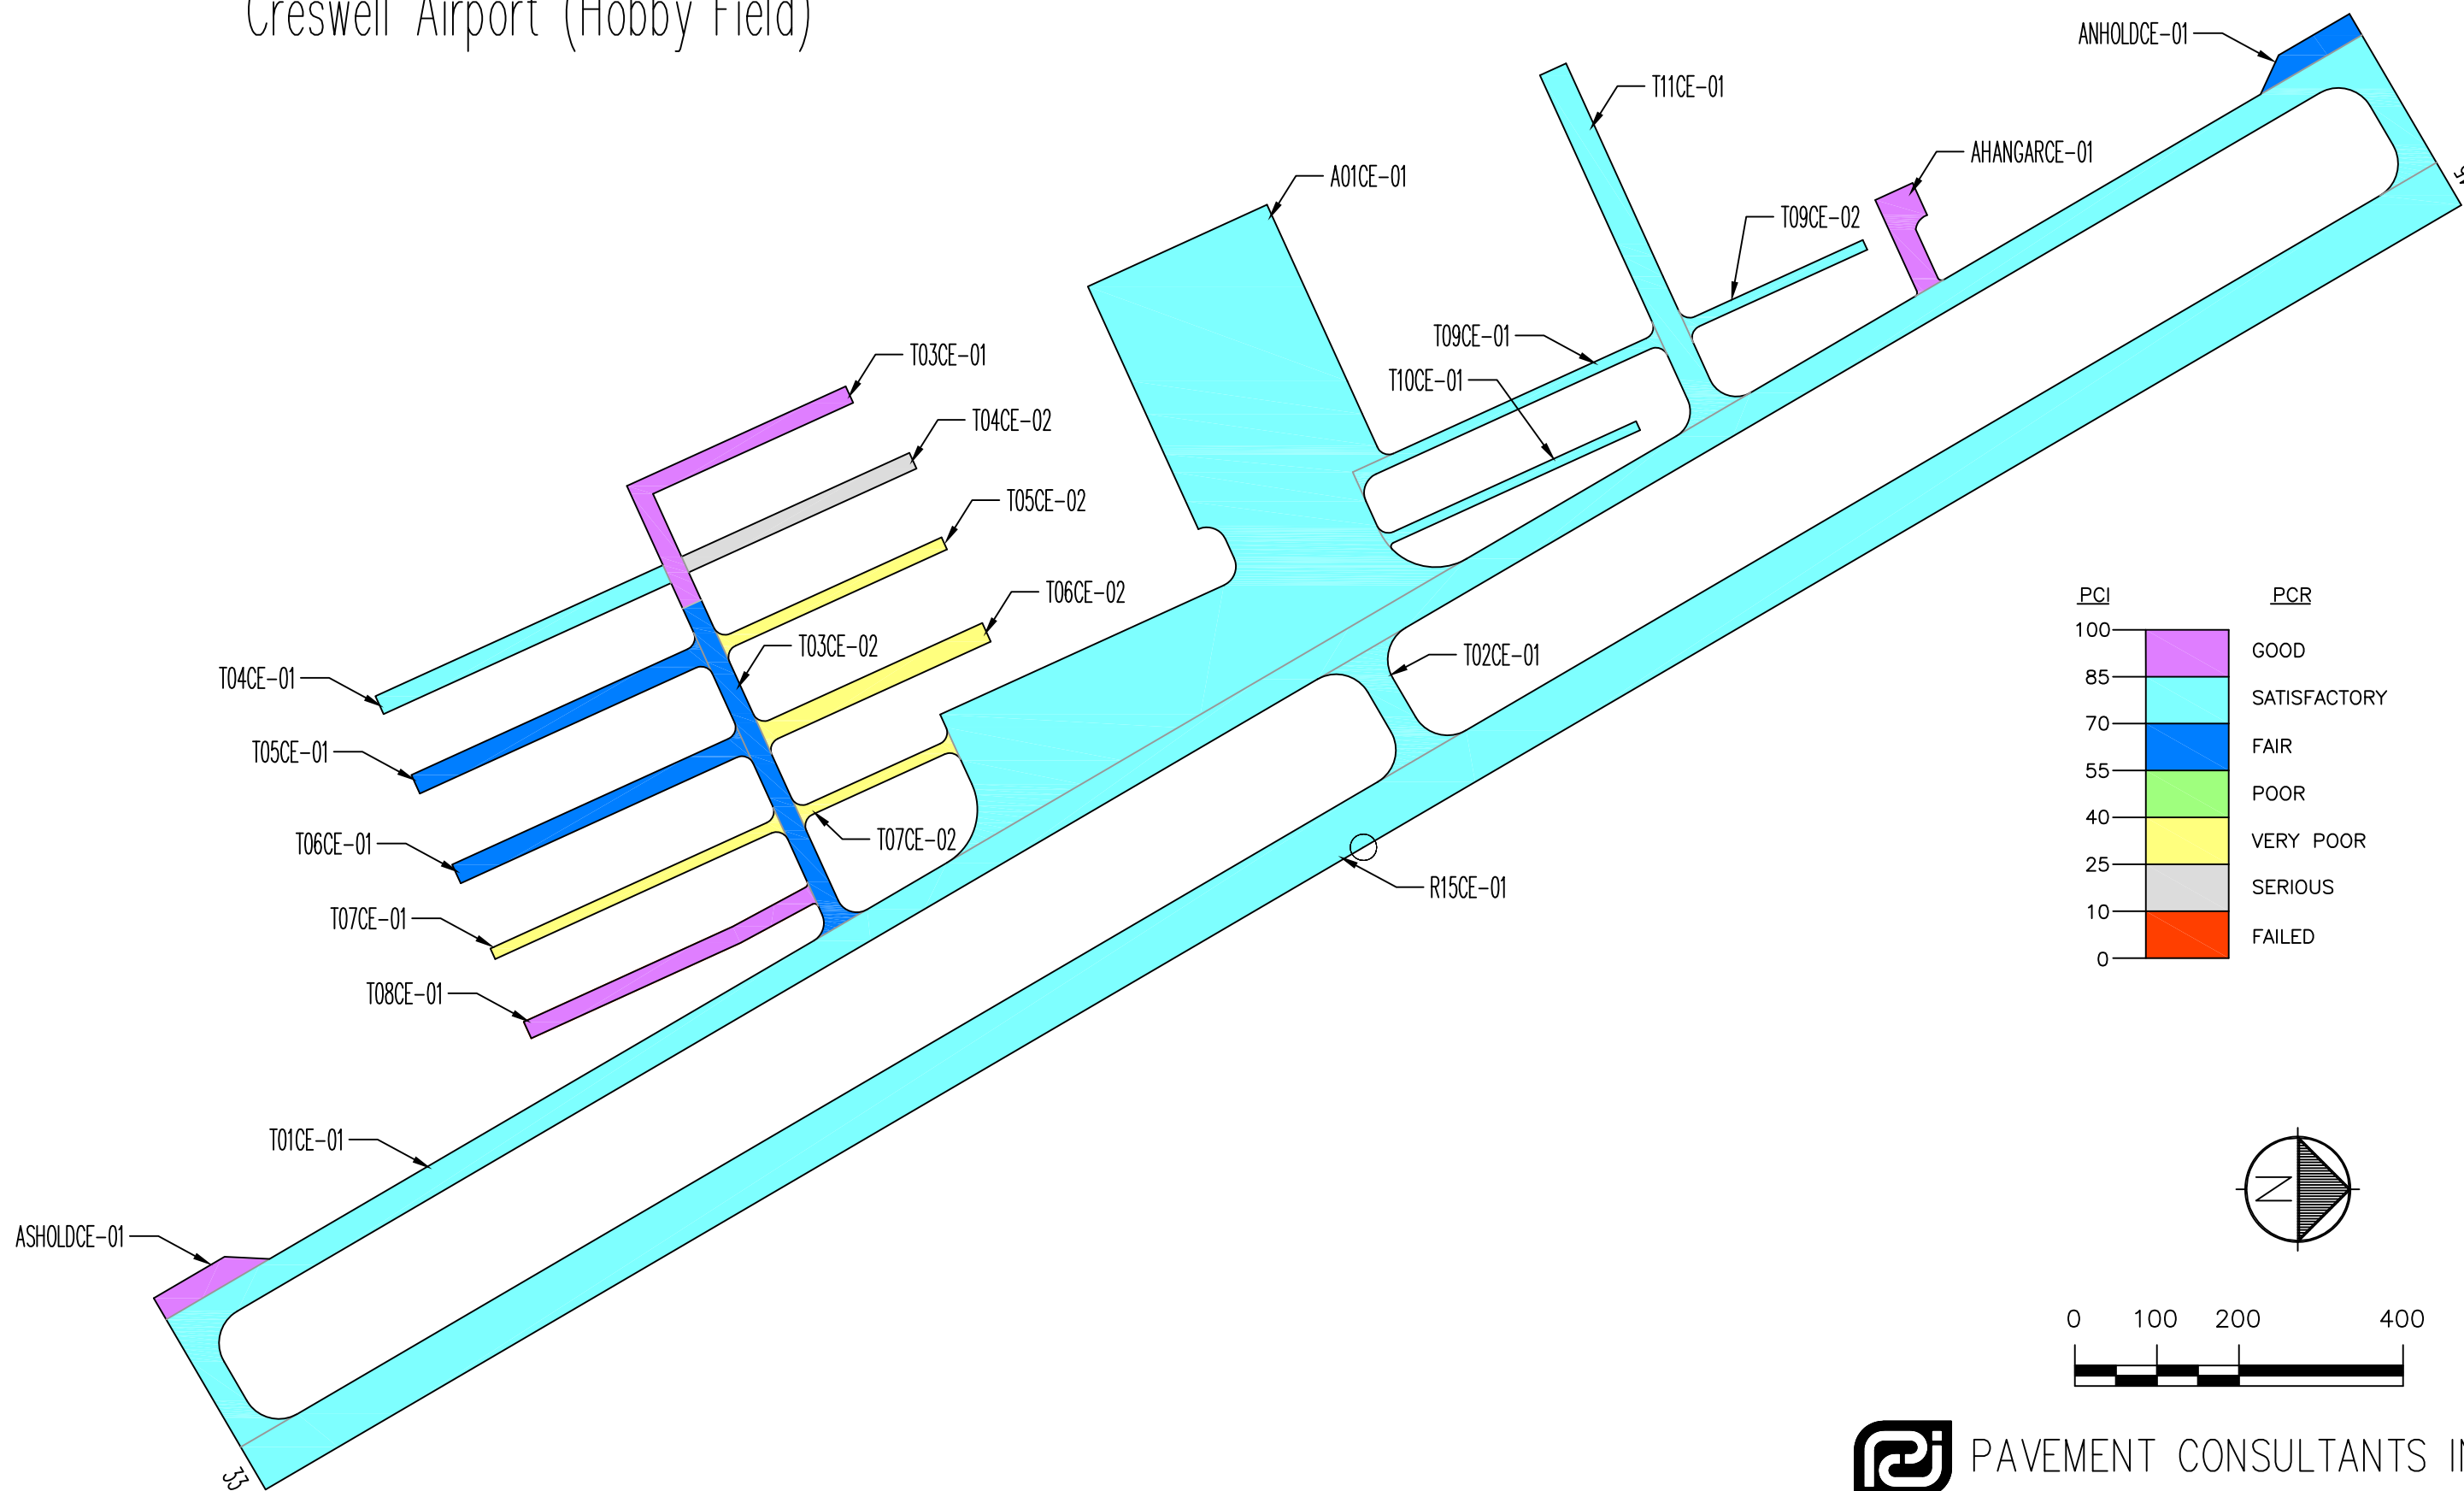 Creswell Airport (Hobby Field)
ANHOLDCE-01
T11CE-01
AHANGARCE-01
A01CE-01
T09CE-02
T09CE-01
T03CE-01
T10CE-01
T04CE-02
T05CE-02
T06CE-02
T03CE-02
T02CE-01
T04CE-01
T05CE-01
T06CE-01
T07CE-02
R15CE-01
T07CE-01
T08CE-01
T01CE-01
ASHOLDCE-01
33
PCI PCR
100
GOOD
85
SATISFACTORY
70
FAIR
55
POOR
40
VERY POOR
25
SERIOUS
10
FAILED
0
N
0 100 200 400
PAVEMENT CONSULTANTS